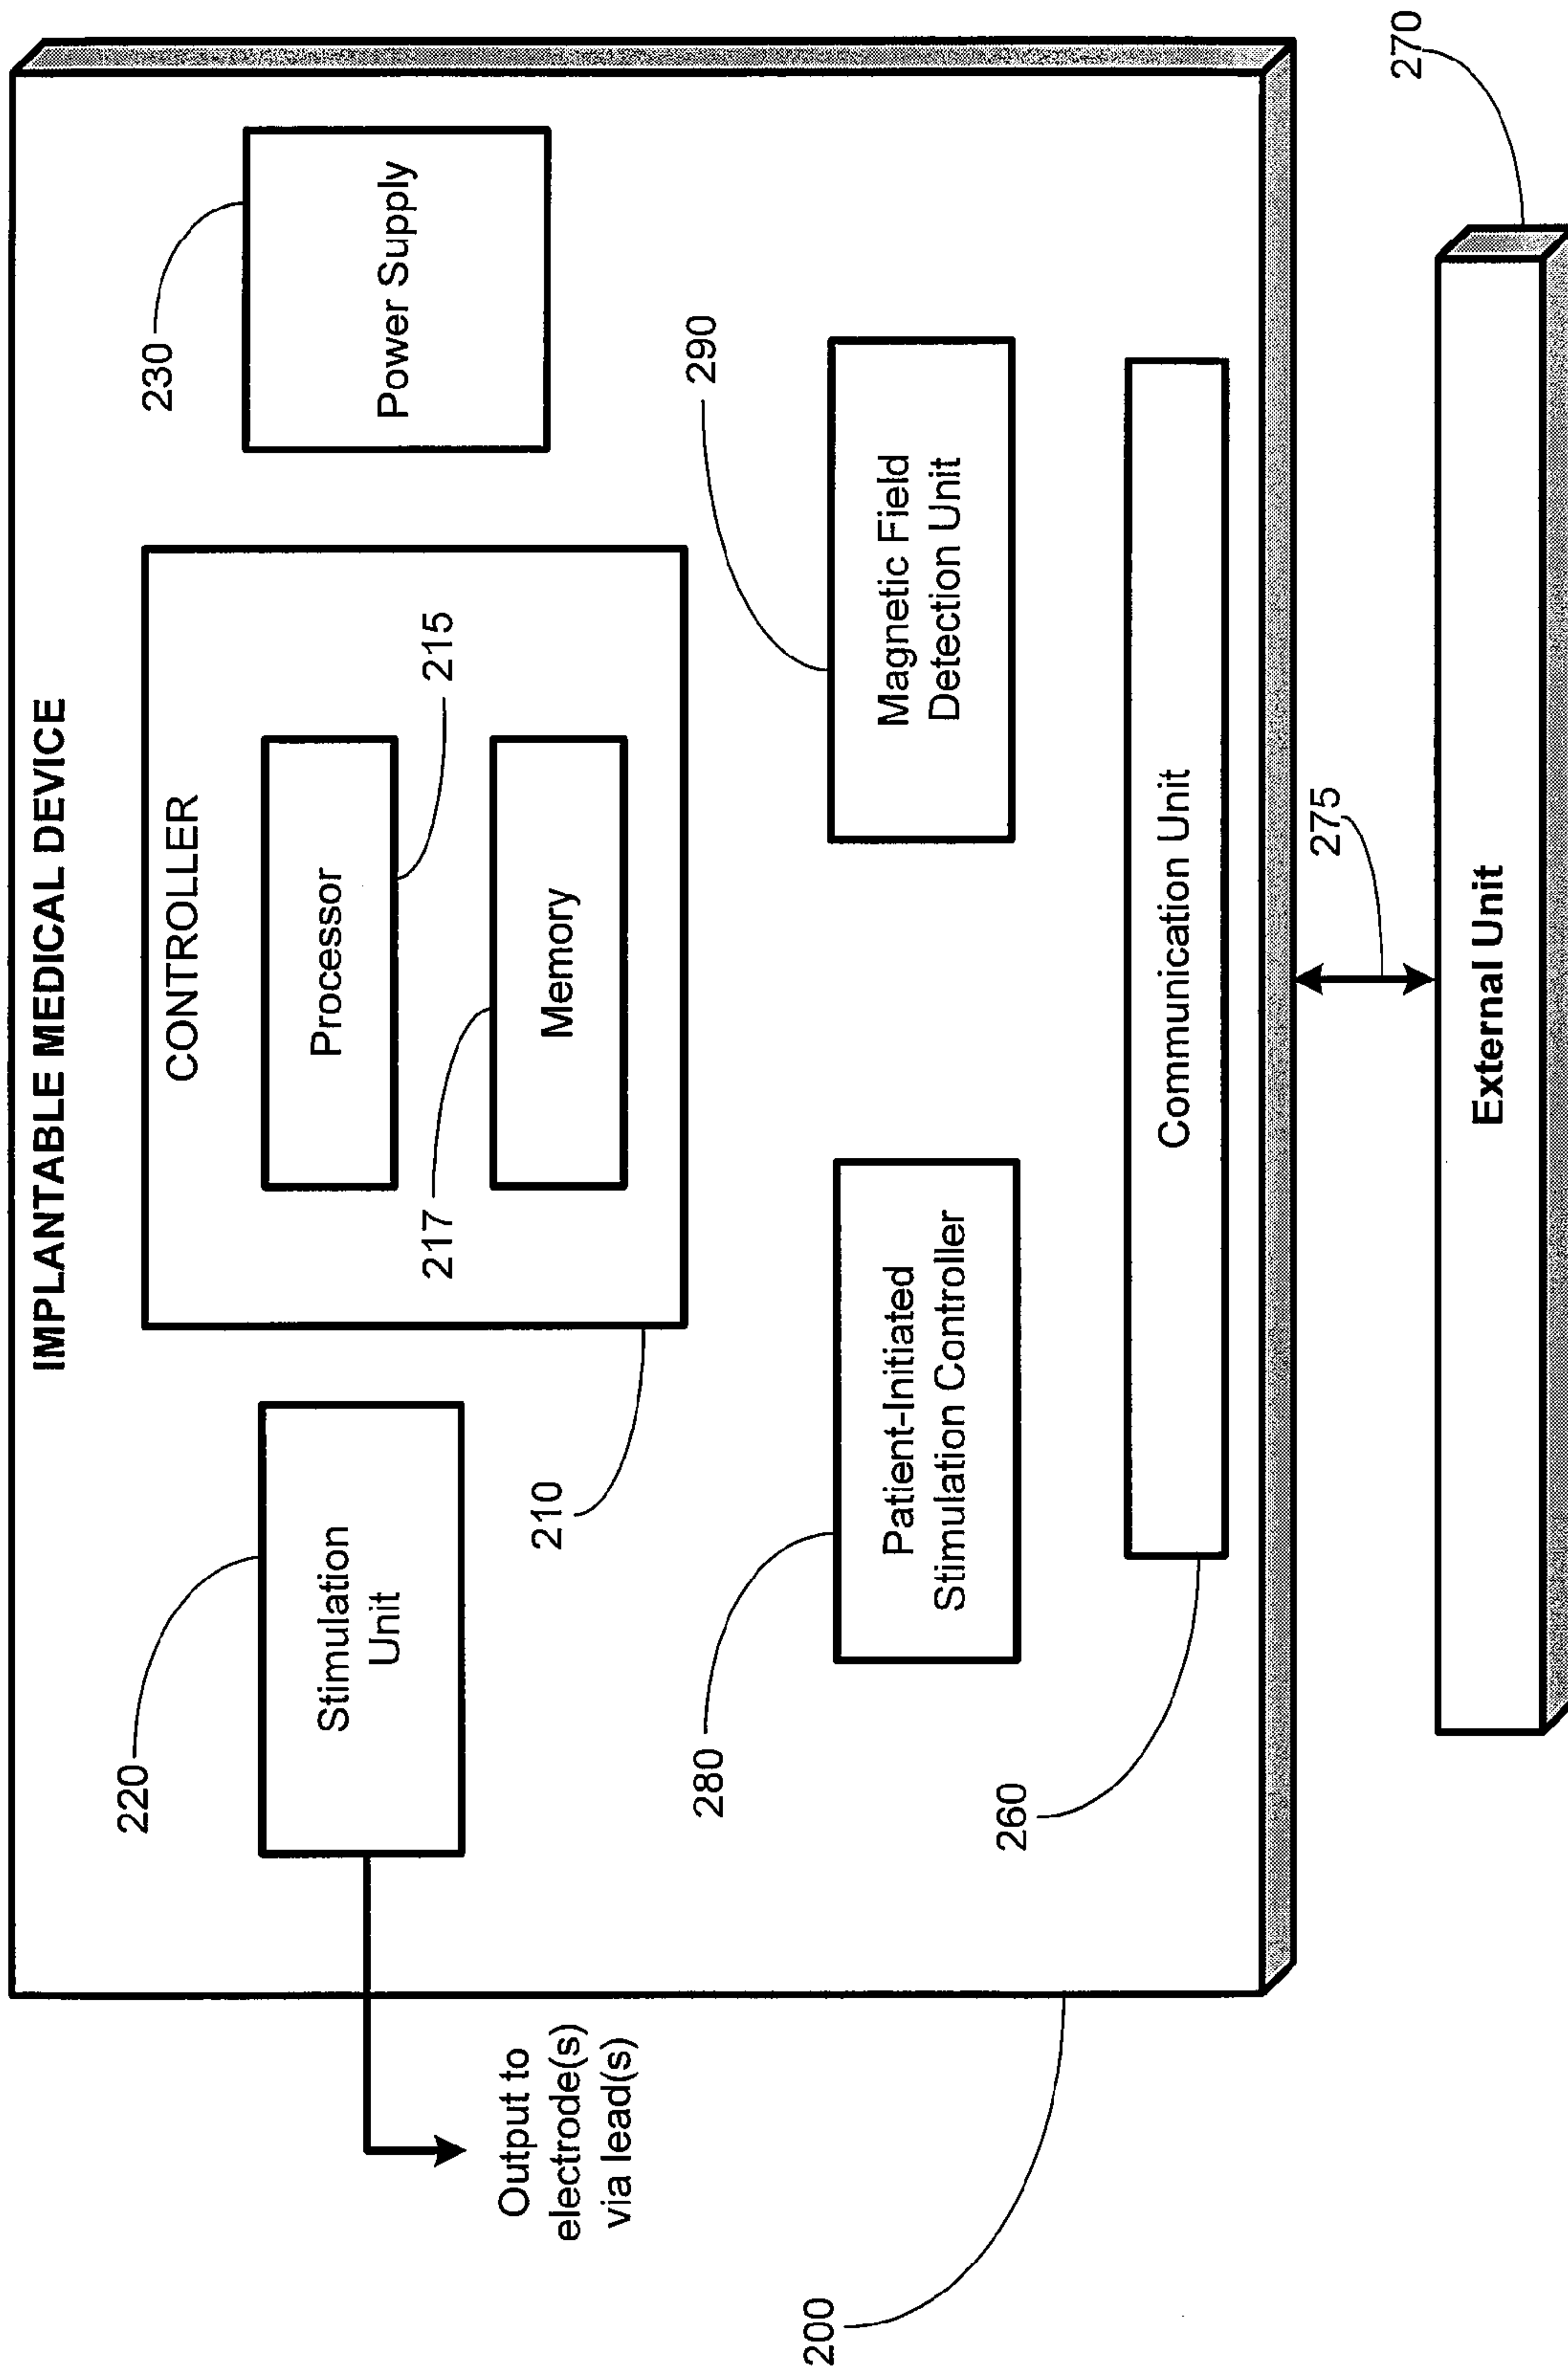 IMPLANTABLE MEDICAL DEVICE
220
Stimulation
Unit
CONTROLLER
Processor
215
217
Memory
210
230
Power Supply
Output to
electrode(s)
via lead(s)
280
Patient-Initiated
Stimulation Controller
290
Magnetic Field
Detection Unit
260
Communication Unit
200
275
270
External Unit